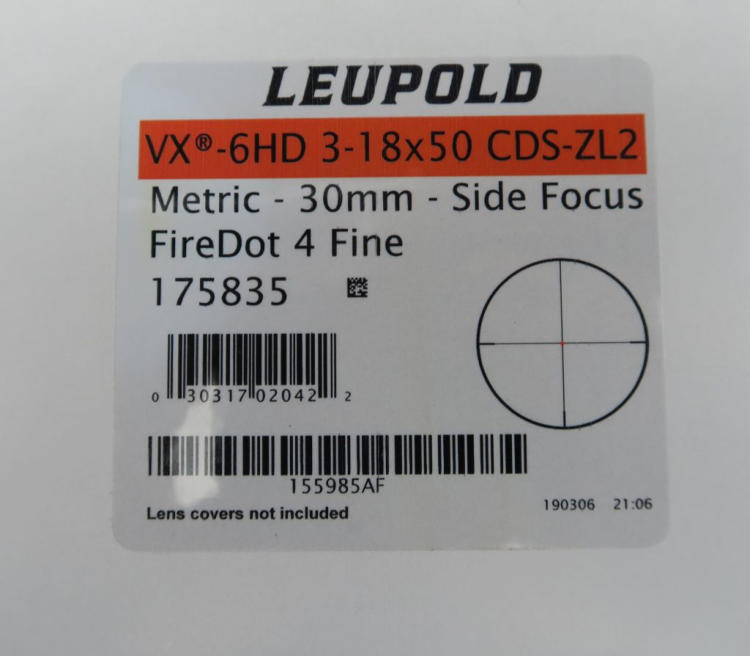 LEUPOLD
VX®-6HD 3-18x50 CDS-ZL2
Metric - 30mm - Side Focus
FireDot 4 Fine
175835
0 30317 02042 2
155985AF
Lens covers not included
190306 21:06